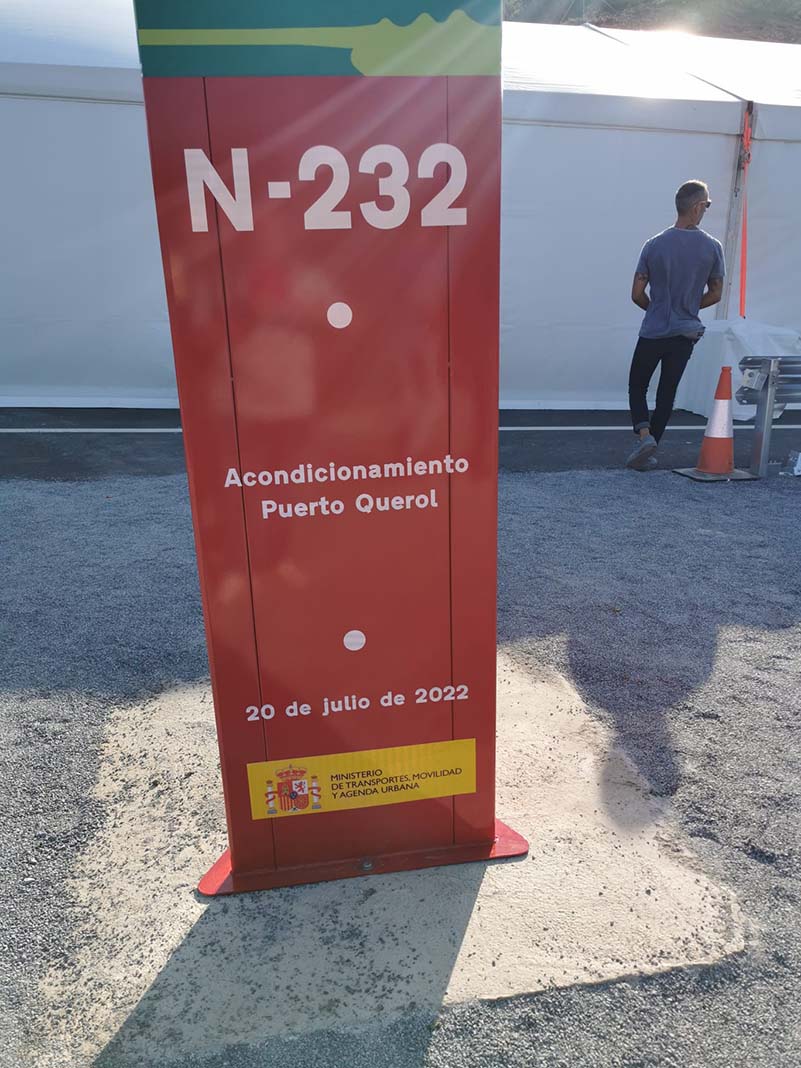 N-232
Acondicionamiento
Puerto Querol
20 de julio de 2022
MINISTERIO
DE TRANSPORTES, MOVILIDAD
Y AGENDA URBANA